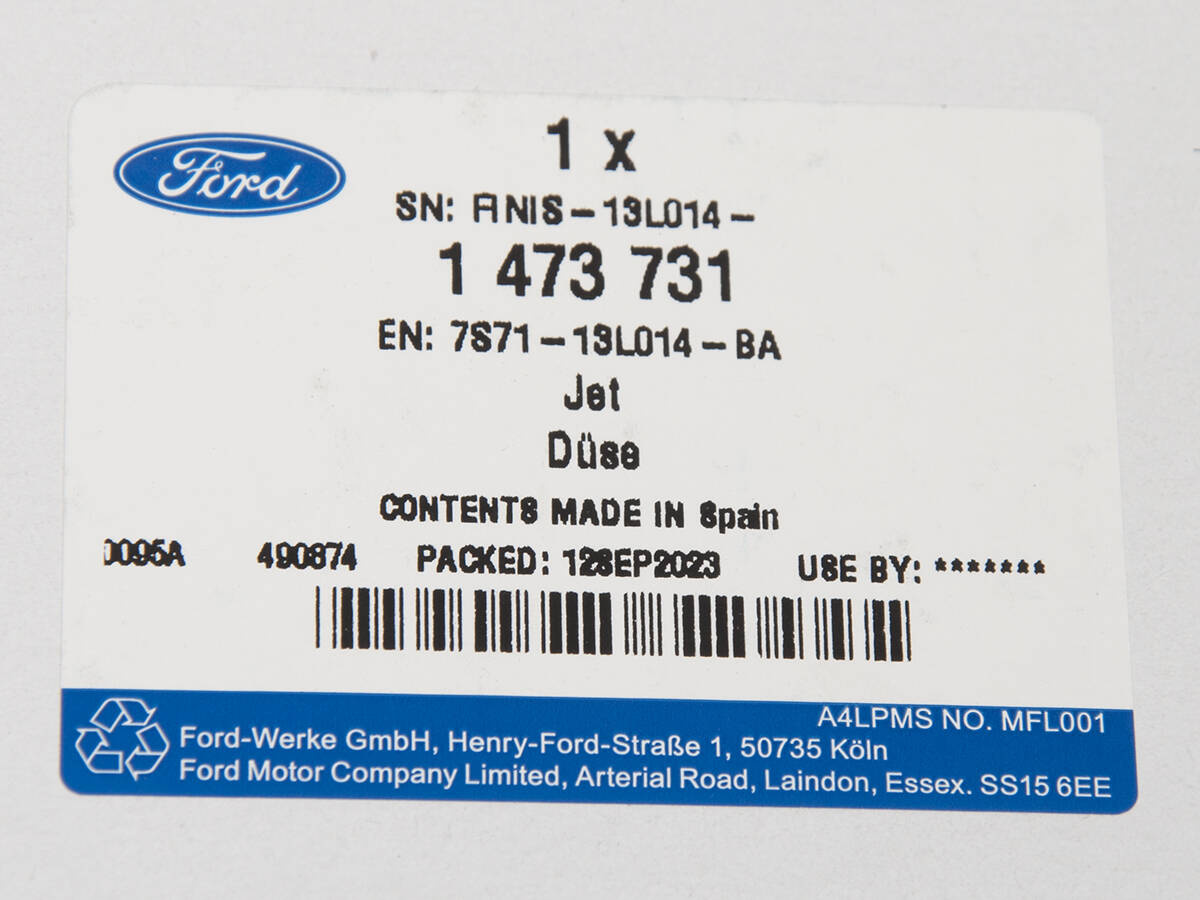 Ford
1 x
SN: FINIS-13L014-
1 473 731
EN: 7S71-13L014-BA
Jet
Düse
CONTENTS MADE IN Spain
0095A 490874 PACKED: 12SEP2023 USE BY: *******
A4LPMS NO. MFL001
Ford-Werke GmbH, Henry-Ford-Straße 1, 50735 Köln
Ford Motor Company Limited, Arterial Road, Laindon, Essex. SS15 6EE